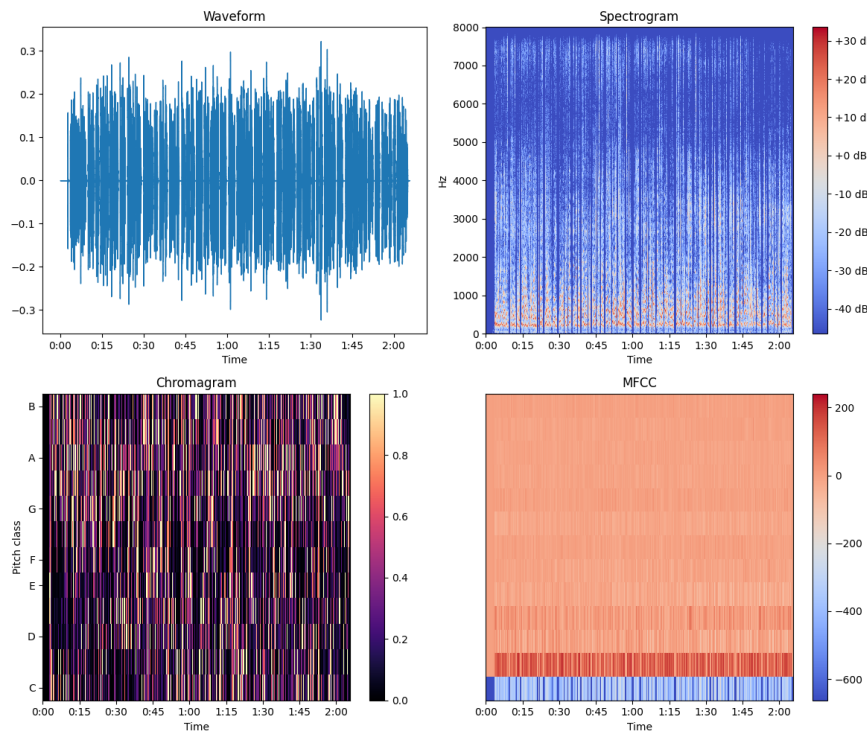 Waveform
0.3
0.2
0.1
0.0
−0.1
−0.2
−0.3
0:00 0:15 0:30 0:45 1:00 1:15 1:30 1:45 2:00
Time
Spectrogram
8000
7000
6000
5000
4000
3000
2000
1000
0
Hz
0:00 0:15 0:30 0:45 1:00 1:15 1:30 1:45 2:00
Time
+30 dB
+20 d
+10 d
+0 dB
-10 dB
-20 dB
-30 dB
-40 dB
Chromagram
B
A
G
F
E
D
C
Pitch class
0:00 0:15 0:30 0:45 1:00 1:15 1:30 1:45 2:00
Time
1.0
0.8
0.6
0.4
0.2
0.0
MFCC
0:00 0:15 0:30 0:45 1:00 1:15 1:30 1:45 2:00
Time
200
0
−200
−400
−600